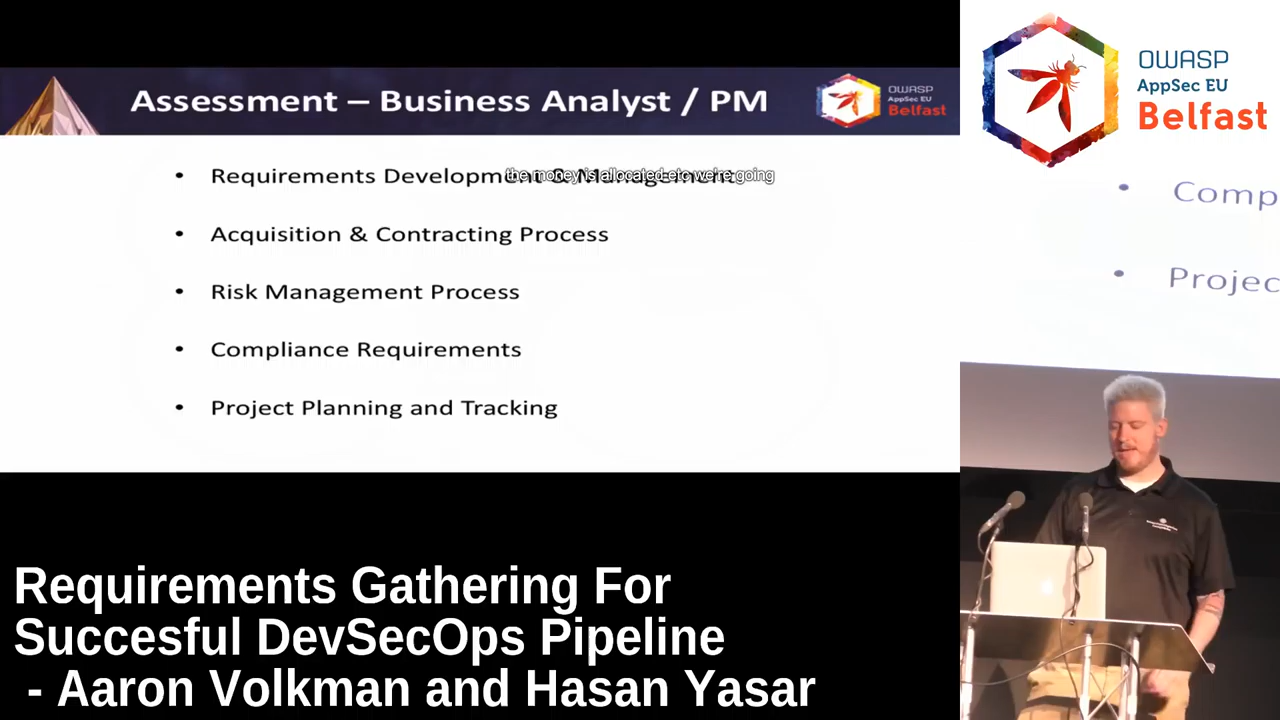 Assessment – Business Analyst / PM
OWASP
AppSec EU
Belfast
• Requirements Development & Management
the money is allocated etc we're going
• Acquisition & Contracting Process
• Risk Management Process
• Compliance Requirements
• Project Planning and Tracking
OWASP
AppSec EU
Belfast
• Comp
• Projec
Requirements Gathering For
Succesful DevSecOps Pipeline
- Aaron Volkman and Hasan Yasar